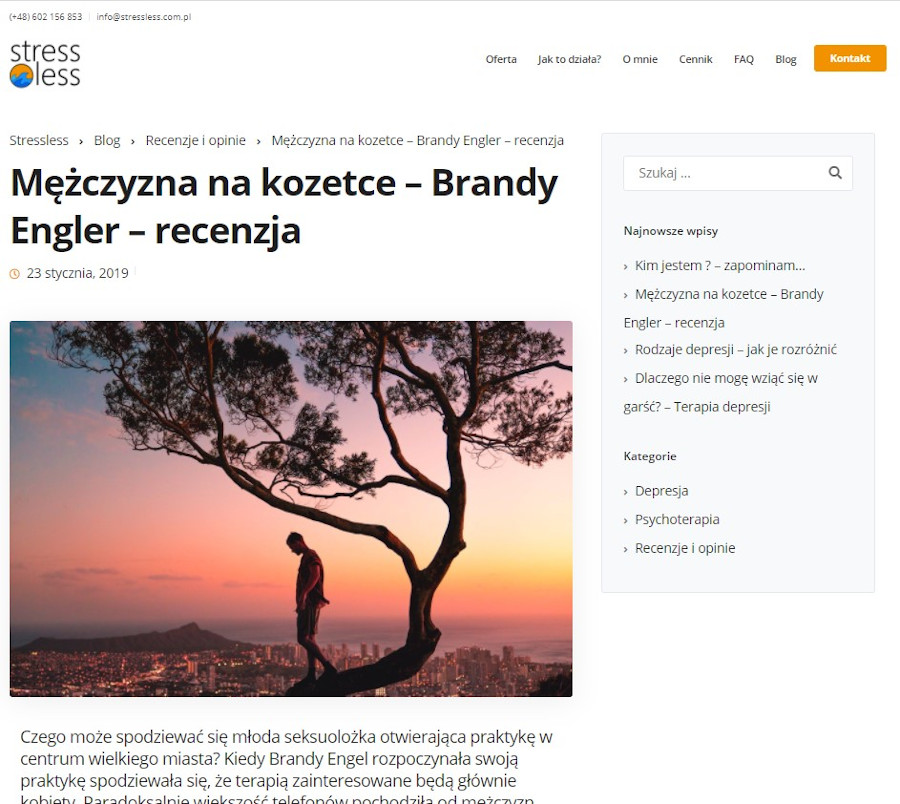 (+48) 602 156 853 info@stressless.com.pl
stress
less
Oferta Jak to działa? O mnie Cennik FAQ Blog Kontakt
Stressless › Blog › Recenzje i opinie › Mężczyzna na kozetce – Brandy Engler – recenzja
Mężczyzna na kozetce – Brandy
Engler – recenzja
23 stycznia, 2019
Czego może spodziewać się młoda seksuolożka otwierająca praktykę w
centrum wielkiego miasta? Kiedy Brandy Engel rozpoczynała swoją
praktykę spodziewała się, że terapią zainteresowane będą głównie
kobiety. Paradoksalnie większość telefonów pochodziła od mężczyzn.
Szukaj ...
Najnowsze wpisy
› Kim jestem ? – zapominam...
› Mężczyzna na kozetce – Brandy
Engler – recenzja
› Rodzaje depresji – jak je rozróżnić
› Dlaczego nie mogę wziąć się w
garść? – Terapia depresji
Kategorie
› Depresja
› Psychoterapia
› Recenzje i opinie